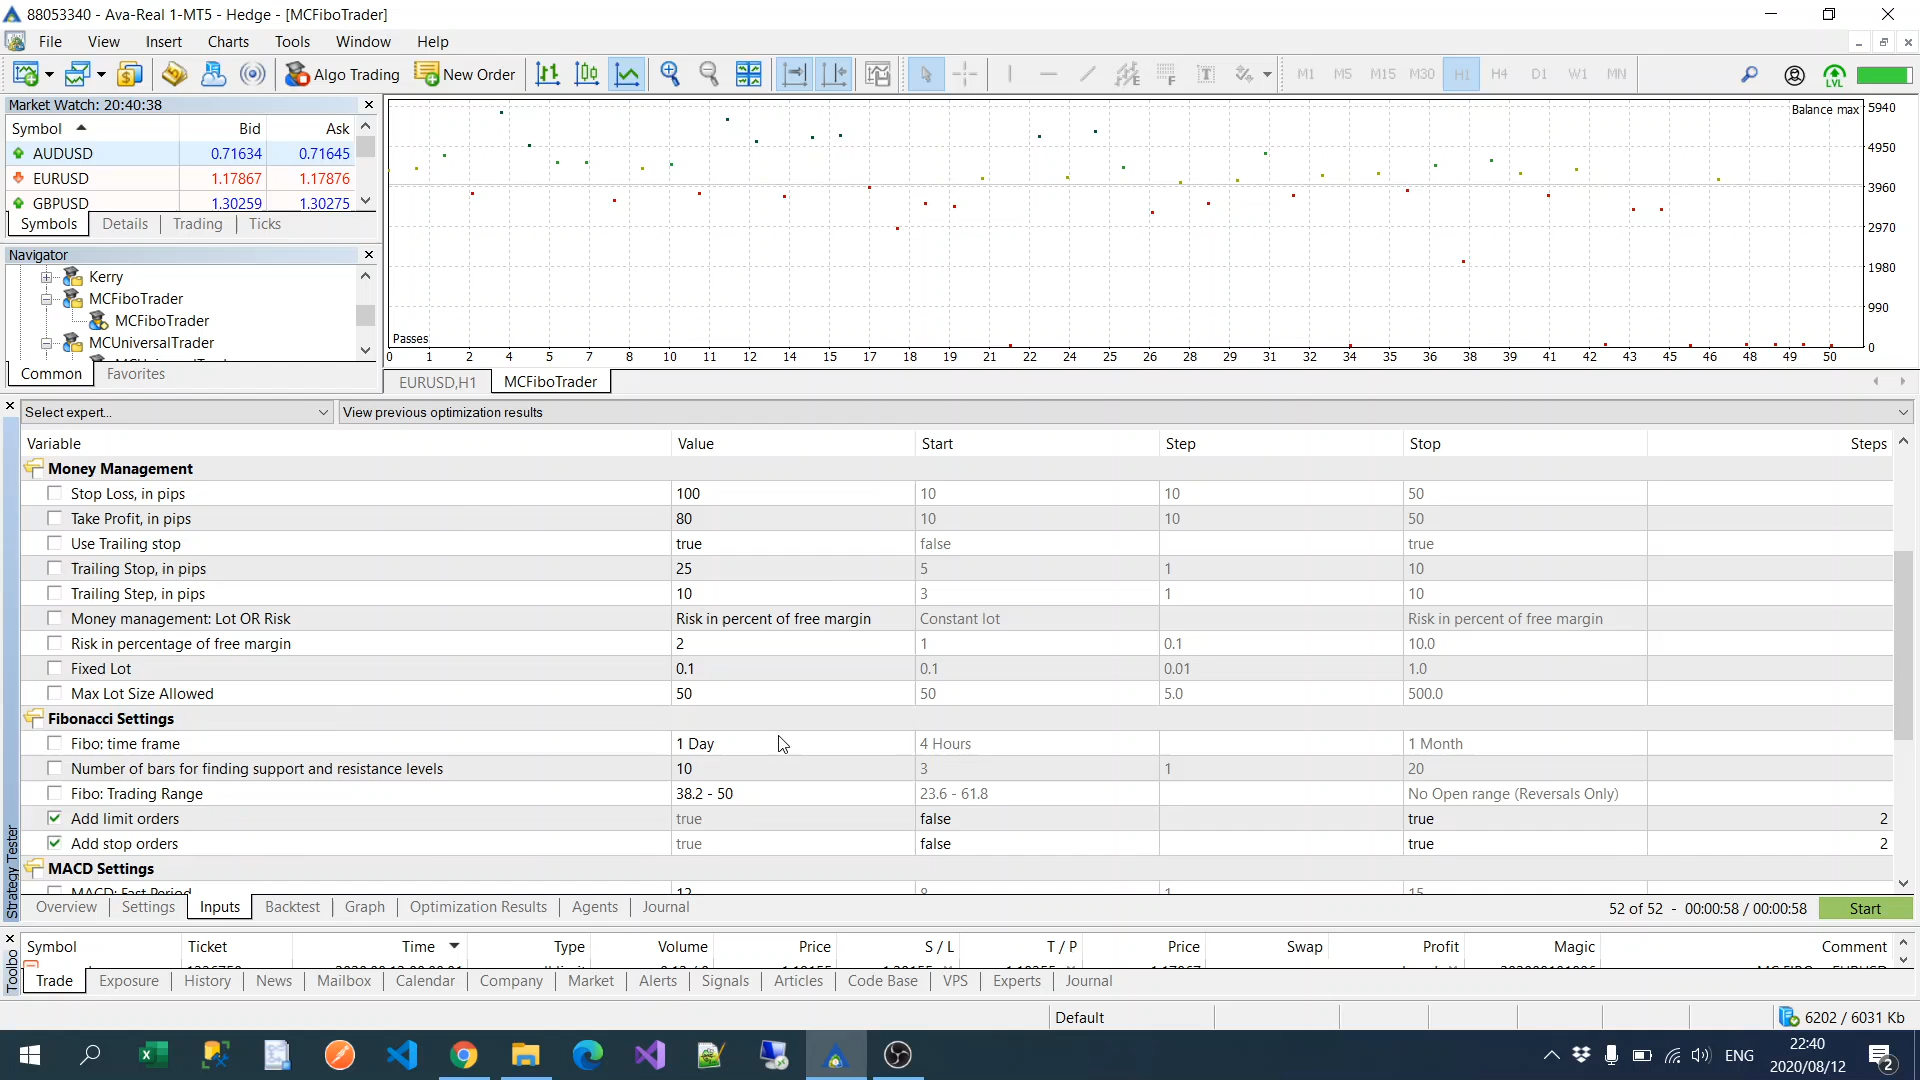 88053340 - Ava-Real 1-MT5 - Hedge - [MCFiboTrader]
File View Insert Charts Tools Window Help
Algo Trading New Order M1 M5 M15 M30 H1 H4 D1 W1 MN LVL
Market Watch: 20:40:38
Symbol Bid Ask
AUDUSD 0.71634 0.71645
EURUSD 1.17867 1.17876
GBPUSD 1.30259 1.30275
Symbols Details Trading Ticks
Navigator
Kerry
MCFiboTrader
MCFiboTrader
MCUniversalTrader
Common Favorites
Balance max
5940
4950
3960
2970
1980
990
0
Passes
0 1 2 4 5 7 8 10 11 12 14 15 17 18 19 21 22 24 25 26 28 29 31 32 34 35 36 38 39 41 42 43 45 46 48 49 50
EURUSD,H1 MCFiboTrader
Select expert... View previous optimization results
Variable Value Start Step Stop Steps
Money Management
Stop Loss, in pips 100 10 10 50
Take Profit, in pips 80 10 10 50
Use Trailing stop true false true
Trailing Stop, in pips 25 5 1 10
Trailing Step, in pips 10 3 1 10
Money management: Lot OR Risk Risk in percent of free margin Constant lot Risk in percent of free margin
Risk in percentage of free margin 2 1 0.1 10.0
Fixed Lot 0.1 0.1 0.01 1.0
Max Lot Size Allowed 50 50 5.0 500.0
Fibonacci Settings
Fibo: time frame 1 Day 4 Hours 1 Month
Number of bars for finding support and resistance levels 10 3 1 20
Fibo: Trading Range 38.2 - 50 23.6 - 61.8 No Open range (Reversals Only)
Add limit orders true false true 2
Add stop orders true false true 2
MACD Settings
MACD: Fast Period 12 8 1 15
Strategy Tester
Overview Settings Inputs Backtest Graph Optimization Results Agents Journal 52 of 52 - 00:00:58 / 00:00:58 Start
Symbol Ticket Time Type Volume Price S / L T / P Price Swap Profit Magic Comment
Toolbo
Trade Exposure History News Mailbox Calendar Company Market Alerts Signals Articles Code Base VPS Experts Journal
Default 6202 / 6031 Kb
ENG 22:40
2020/08/12 2